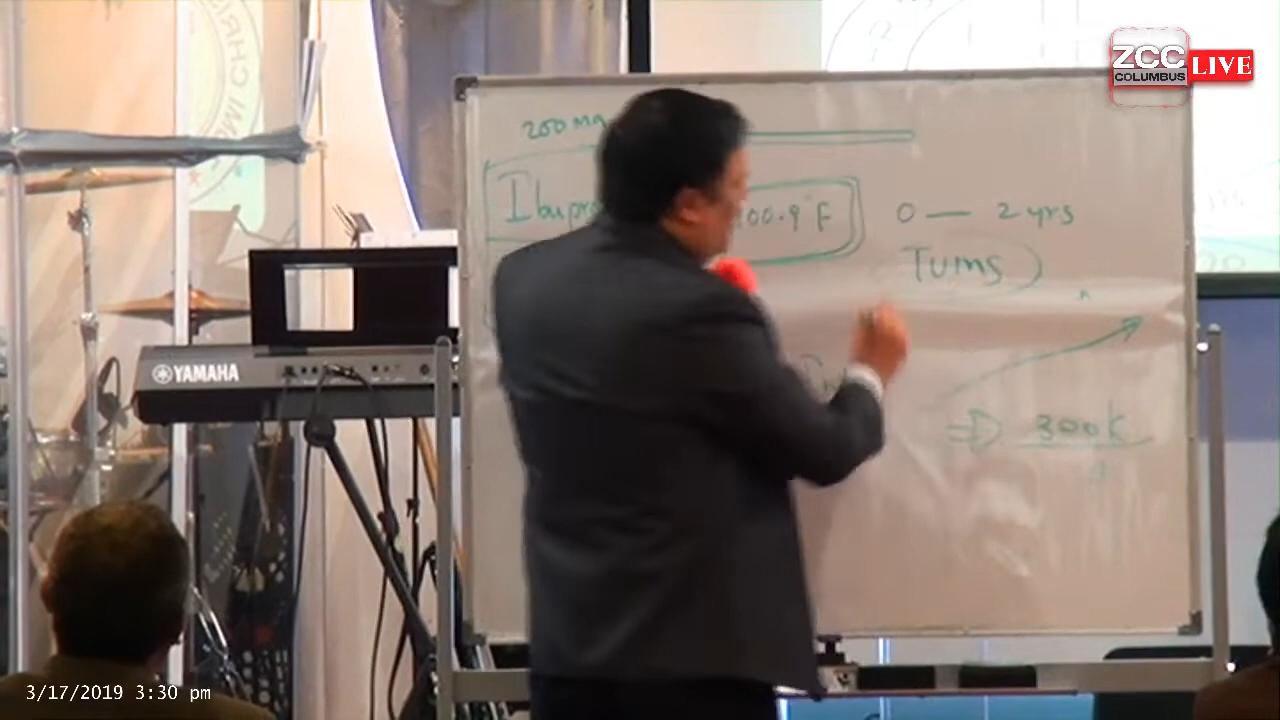 ZCC
COLUMBUS
LIVE
200 mg
Ibupro
100.9°F
0 — 2 yrs
Tums
YAMAHA
300K
3/17/2019 3:30 pm